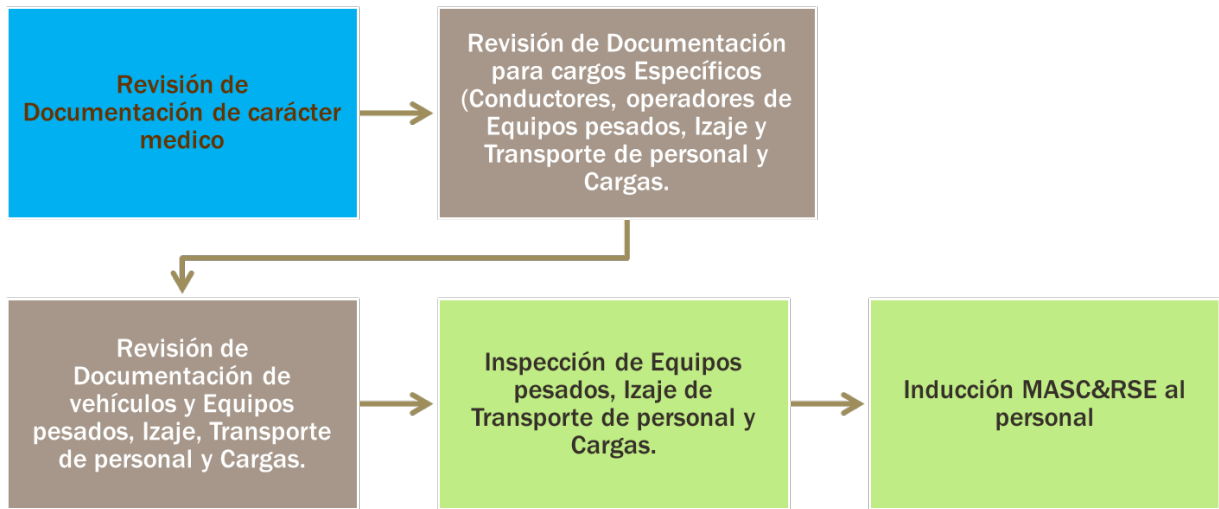 Revisión de
Documentación de carácter
medico
Revisión de Documentación
para cargos Específicos
(Conductores, operadores de
Equipos pesados, Izaje y
Transporte de personal y
Cargas.
Revisión de
Documentación de
vehículos y Equipos
pesados, Izaje, Transporte
de personal y Cargas.
Inspección de Equipos
pesados, Izaje de
Transporte de personal y
Cargas.
Inducción MASC&RSE al
personal